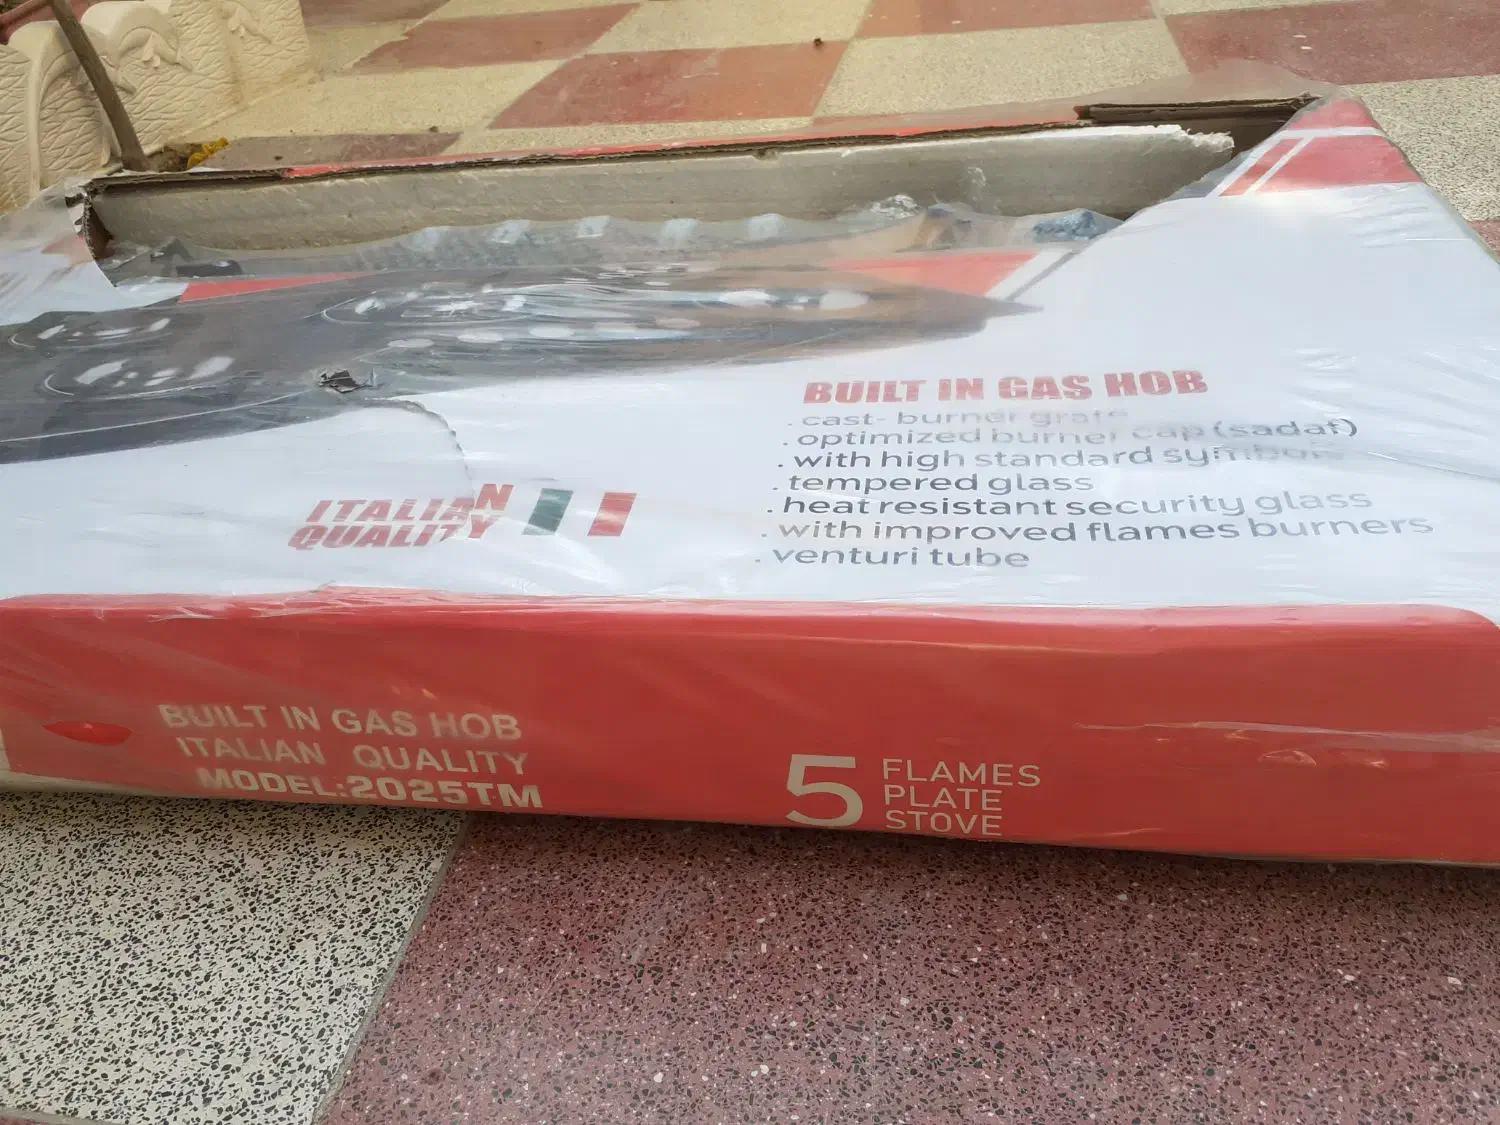 BUILT IN GAS HOB
. cast- burner grate
. optimized burner cap (sadaf)
. with high standard symbols
. tempered glass
. heat resistant security glass
. with improved flames burners
. venturi tube
ITALIAN
QUALITY
BUILT IN GAS HOB
ITALIAN QUALITY
MODEL:2025TM
5 FLAMES
PLATE
STOVE